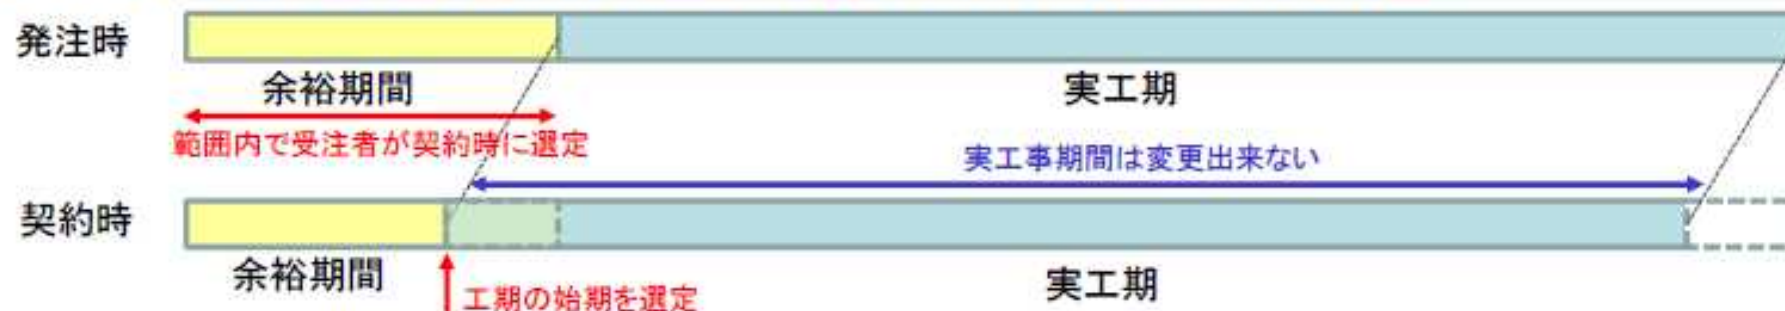 発注時
余裕期間
実工期
範囲内で受注者が契約時に選定
実工事期間は変更出来ない
契約時
余裕期間
実工期
工期の始期を選定